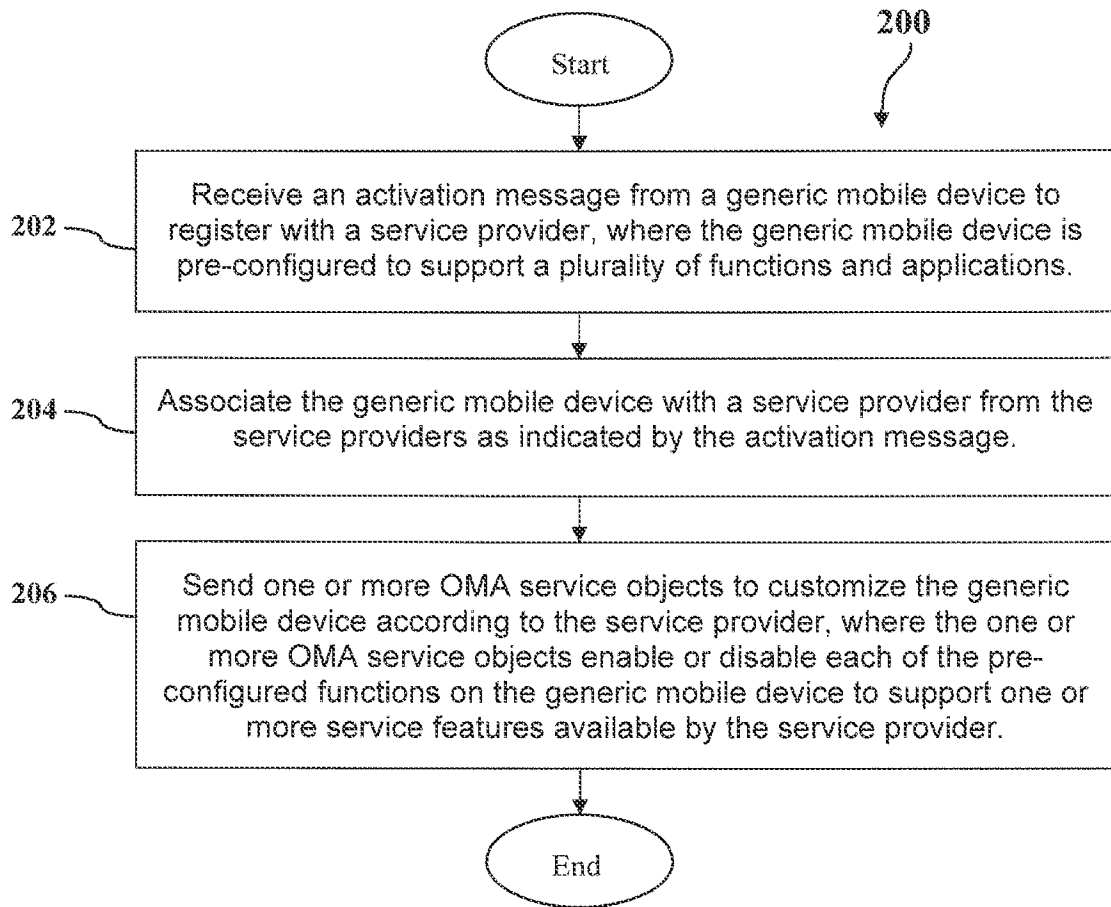 200
Start
202
Receive an activation message from a generic mobile device to
register with a service provider, where the generic mobile device is
pre-configured to support a plurality of functions and applications.
204
Associate the generic mobile device with a service provider from the
service providers as indicated by the activation message.
206
Send one or more OMA service objects to customize the generic
mobile device according to the service provider, where the one or
more OMA service objects enable or disable each of the pre-
configured functions on the generic mobile device to support one or
more service features available by the service provider.
End